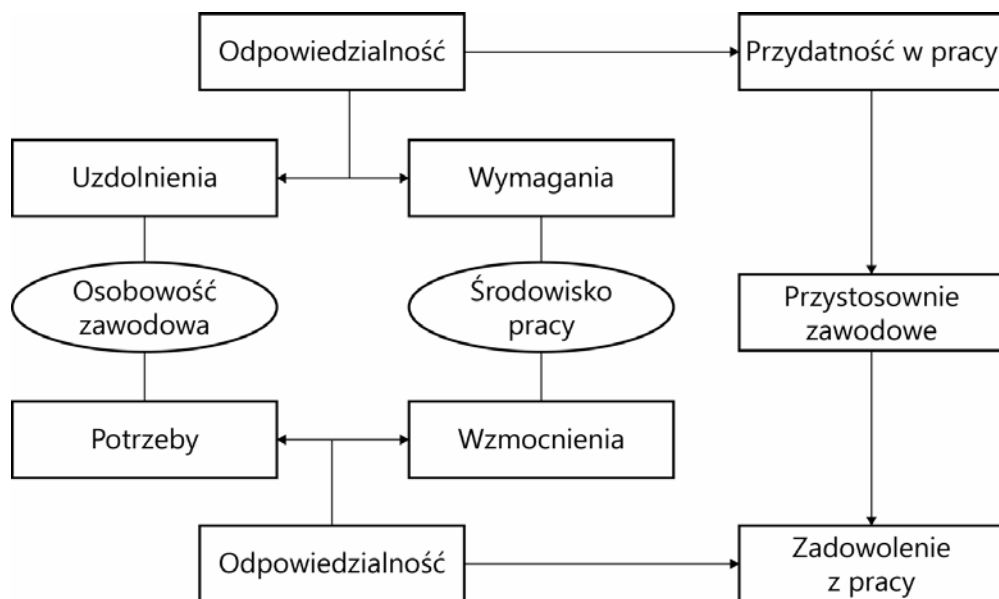 Odpowiedzialność
Przydatność w pracy
Uzdolnienia
Wymagania
Osobowość
zawodowa
Środowisko
pracy
Przystosownie
zawodowe
Potrzeby
Wzmocnienia
Odpowiedzialność
Zadowolenie
z pracy